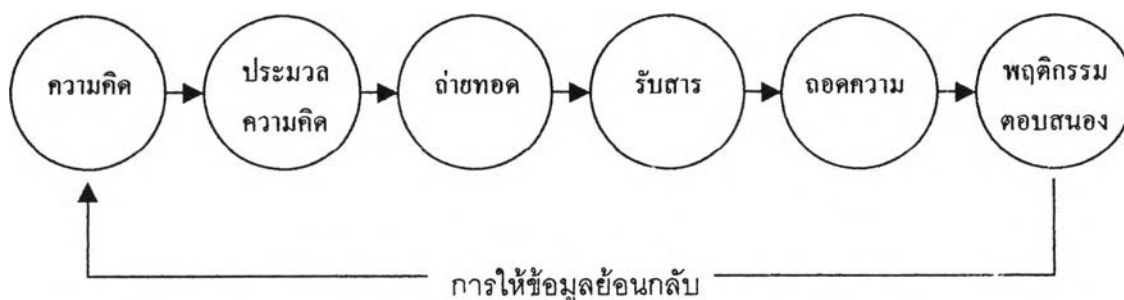 ความคิด
ประมวล
ความคิด
ถ่ายทอด
รับสาร
ถอดความ
พฤติกรรม
ตอบสนอง
การให้ข้อมูลย้อนกลับ